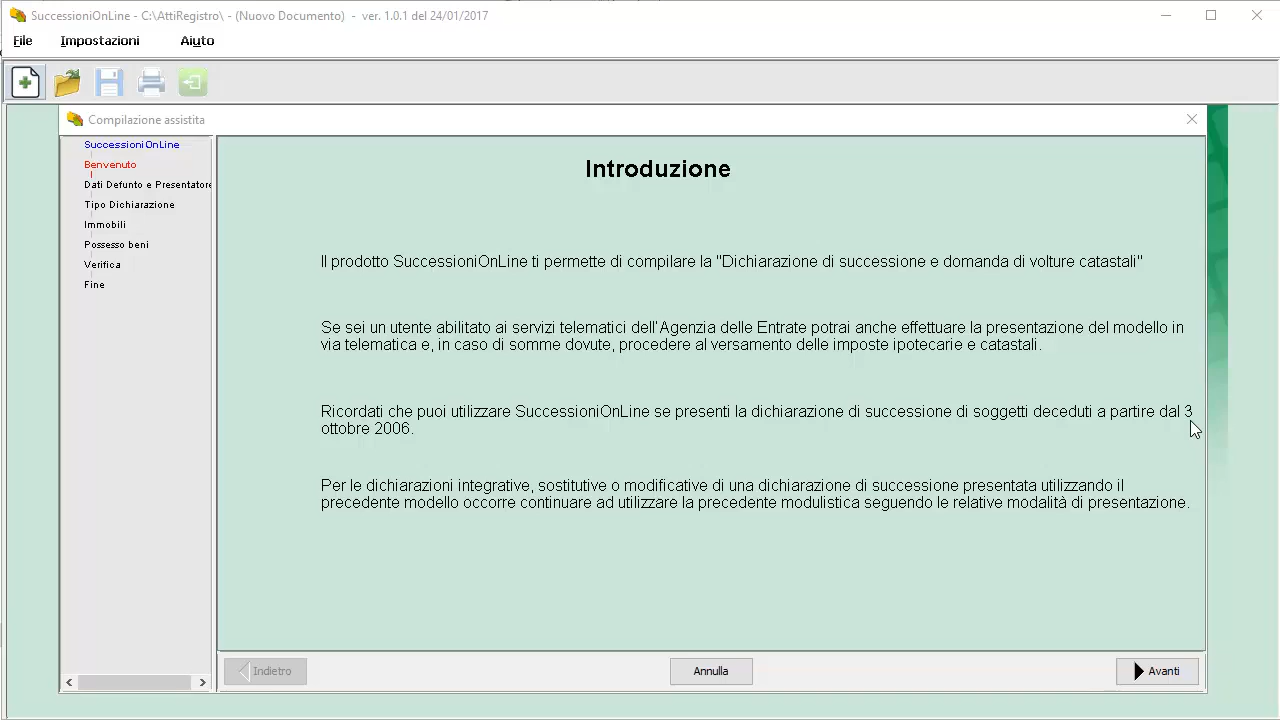 SuccessioniOnLine - C:\AttiRegistro\ - (Nuovo Documento) - ver. 1.0.1 del 24/01/2017
File Impostazioni Aiuto
Compilazione assistita
SuccessioniOnLine
Benvenuto
Dati Defunto e Presentatore
Tipo Dichiarazione
Immobili
Possesso beni
Verifica
Fine
Introduzione
Il prodotto SuccessioniOnLine ti permette di compilare la "Dichiarazione di successione e domanda di volture catastali"
Se sei un utente abilitato ai servizi telematici dell'Agenzia delle Entrate potrai anche effettuare la presentazione del modello in
via telematica e, in caso di somme dovute, procedere al versamento delle imposte ipotecarie e catastali.
Ricordati che puoi utilizzare SuccessioniOnLine se presenti la dichiarazione di successione di soggetti deceduti a partire dal 3
ottobre 2006.
Per le dichiarazioni integrative, sostitutive o modificative di una dichiarazione di successione presentata utilizzando il
precedente modello occorre continuare ad utilizzare la precedente modulistica seguendo le relative modalità di presentazione.
Indietro Annulla Avanti